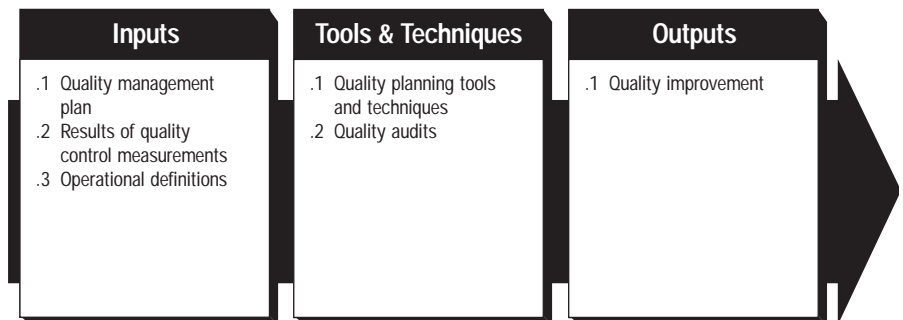 Inputs
.1 Quality management
plan
.2 Results of quality
control measurements
.3 Operational definitions
Tools & Techniques
.1 Quality planning tools
and techniques
.2 Quality audits
Outputs
.1 Quality improvement